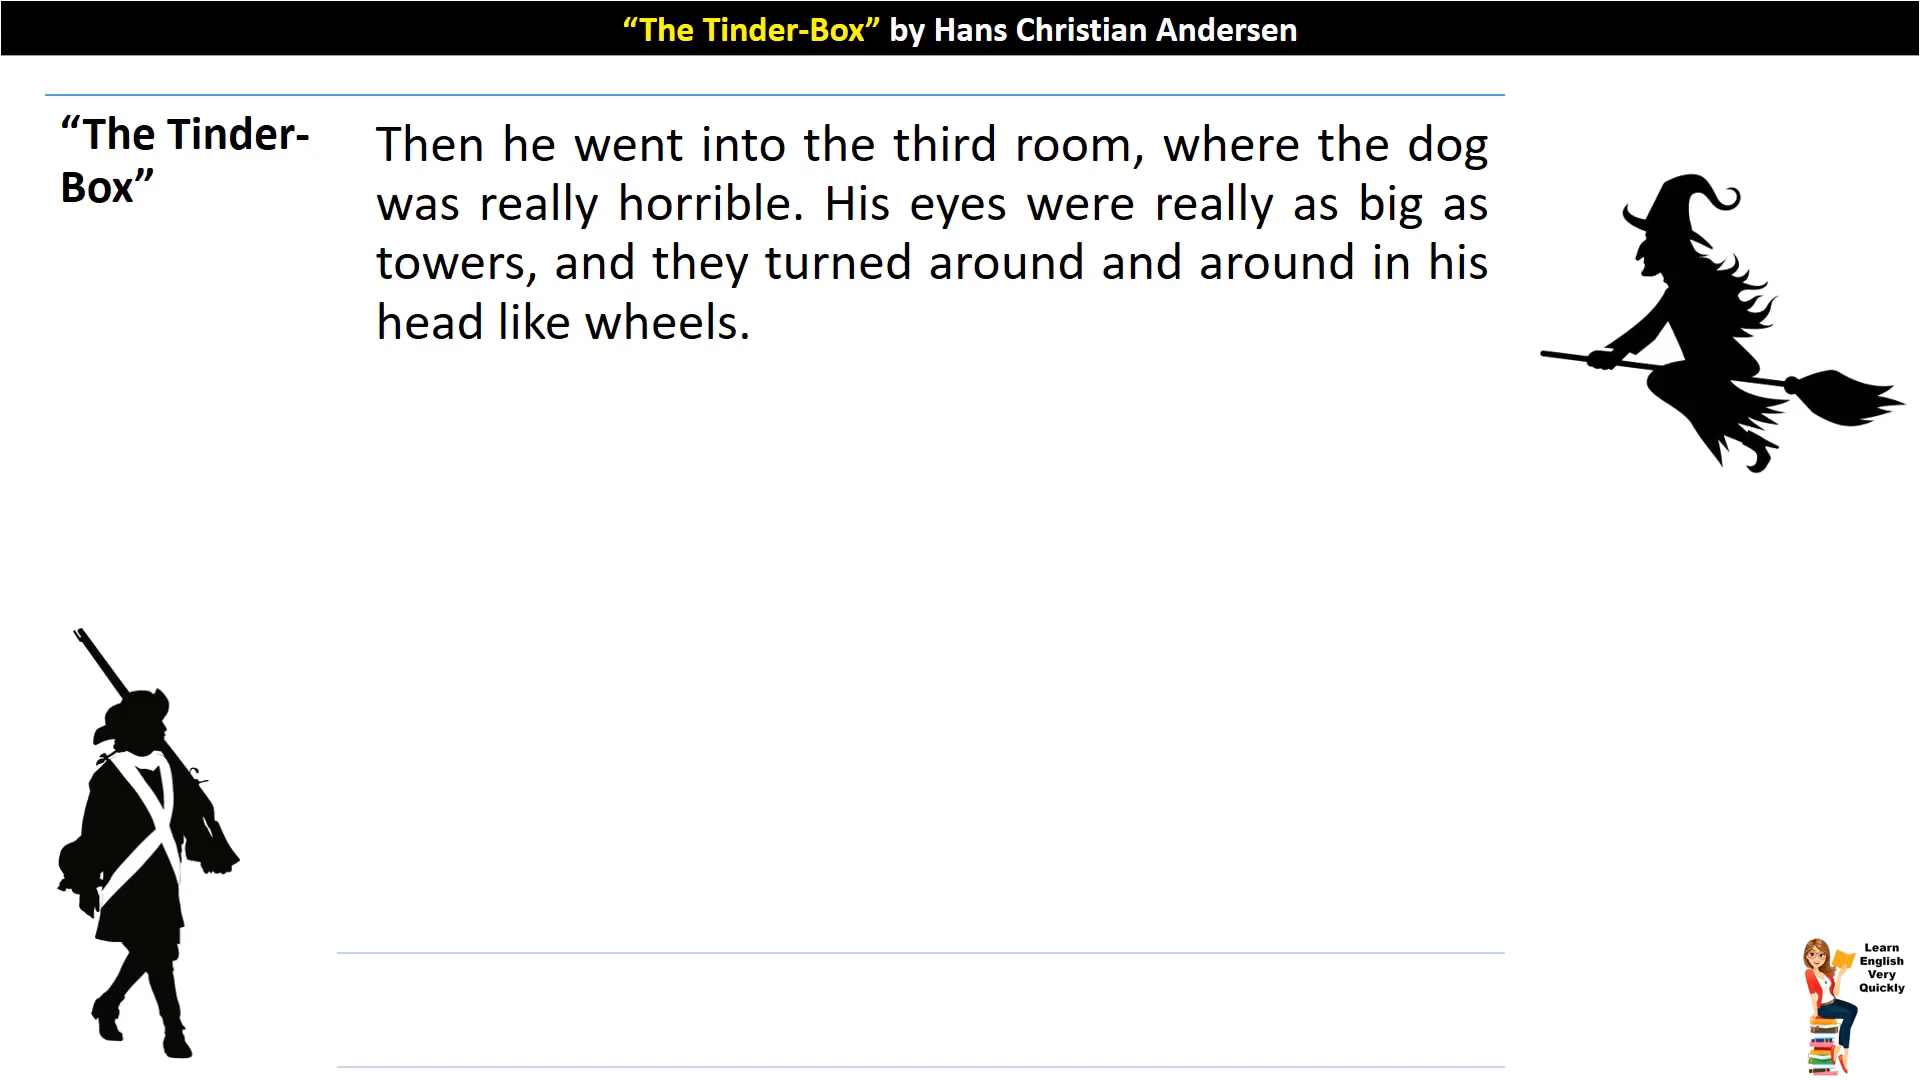 “The Tinder-Box” by Hans Christian Andersen
“The Tinder-
Box”
Then he went into the third room, where the dog
was really horrible. His eyes were really as big as
towers, and they turned around and around in his
head like wheels.
Learn
English
Very
Quickly